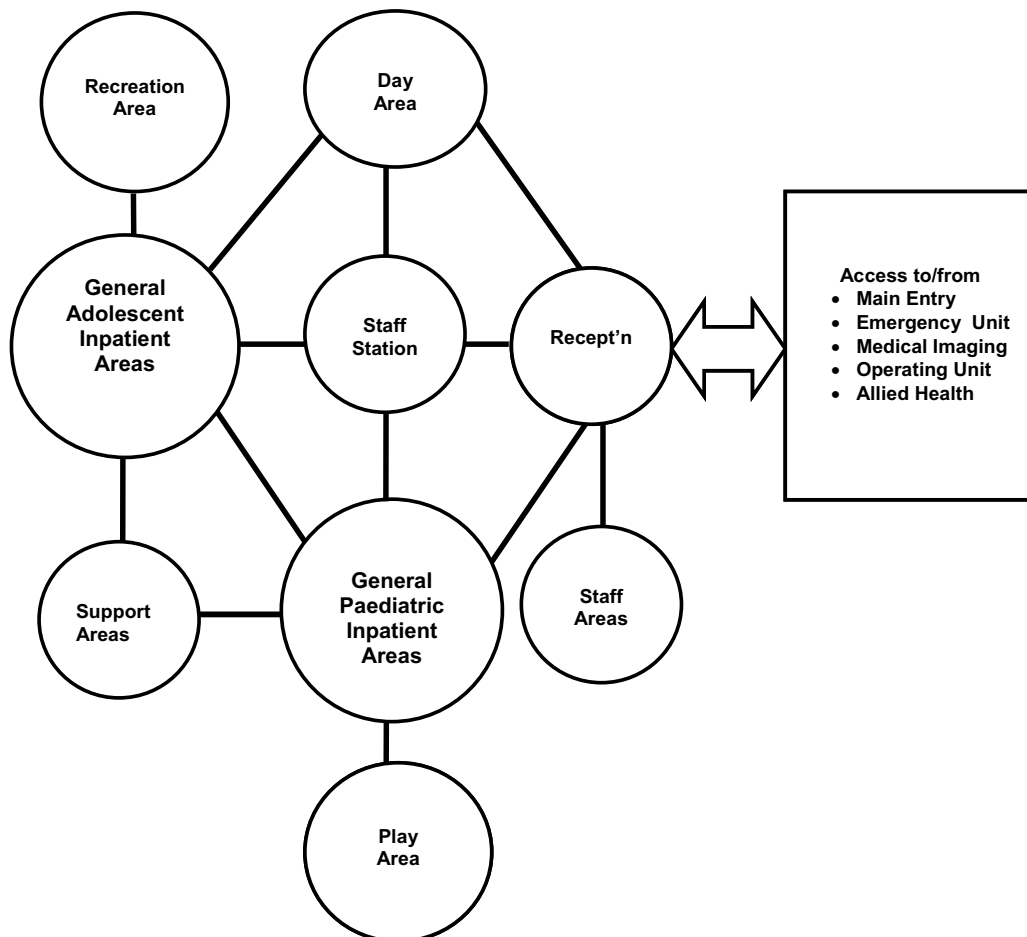 Recreation
Area
Day
Area
General
Adolescent
Inpatient
Areas
Staff
Station
Recept'n
Access to/from
• Main Entry
• Emergency Unit
• Medical Imaging
• Operating Unit
• Allied Health
Support
Areas
General
Paediatric
Inpatient
Areas
Staff
Areas
Play
Area